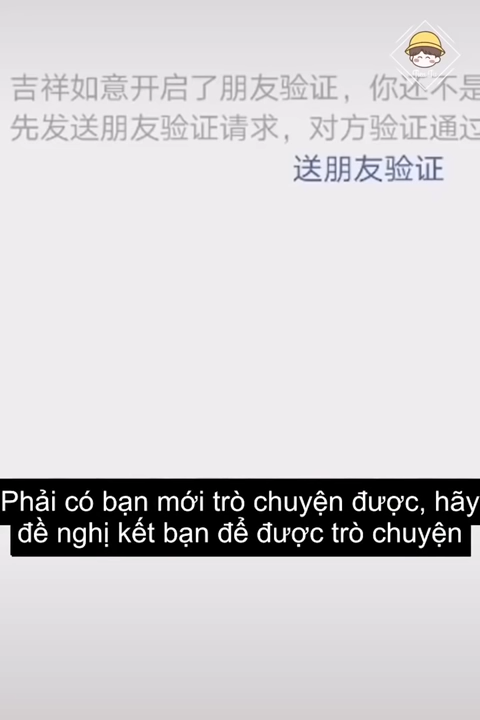 吉祥如意开启了朋友验证，你还不是
先发送朋友验证请求，对方验证通过
送朋友验证
Phải có bạn mới trò chuyện được, hãy
đề nghị kết bạn để được trò chuyện